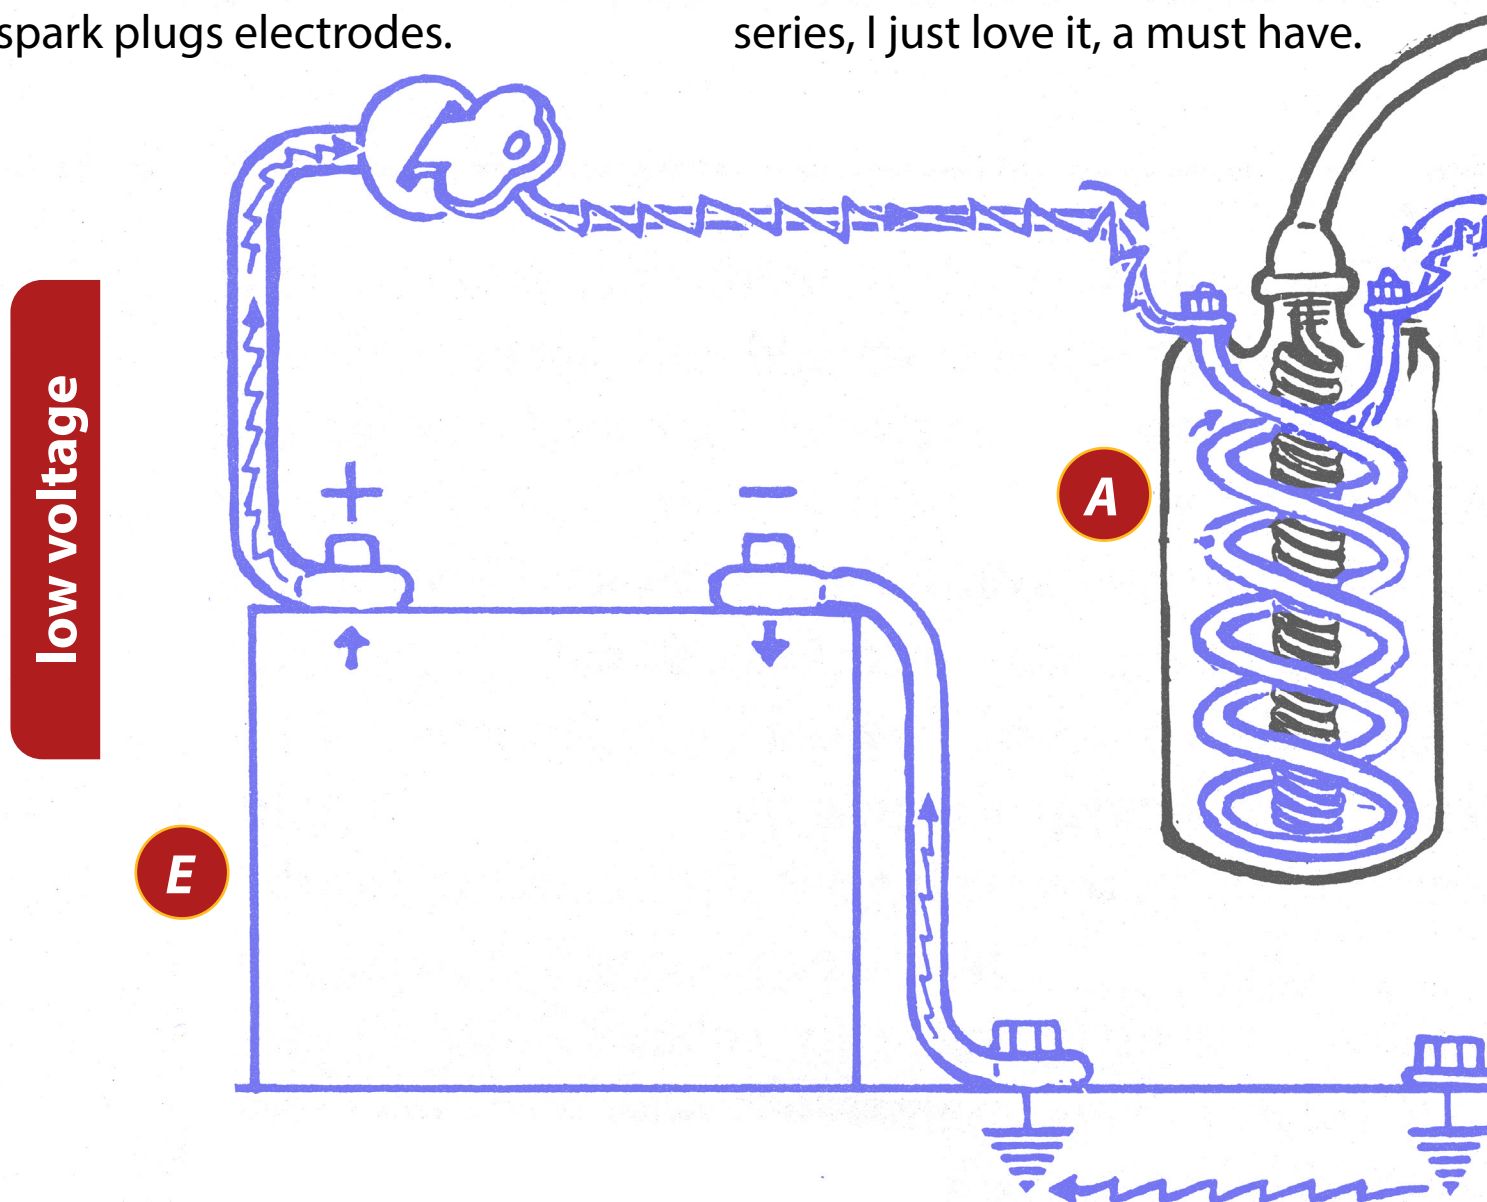 spark plugs electrodes.
series, I just love it, a must have.
low voltage
+
−
A
E